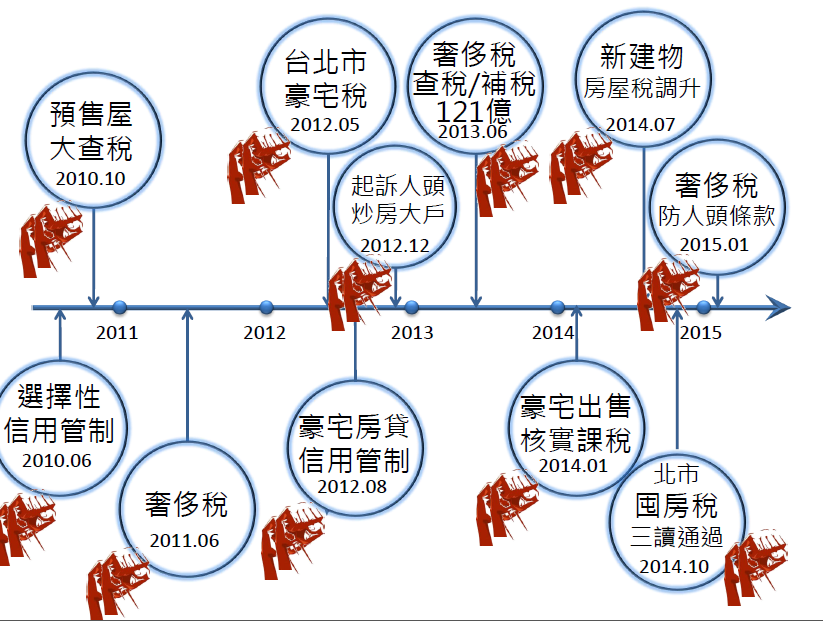 預售屋
大查稅
2010.10
台北市
豪宅稅
2012.05
起訴人頭
炒房大戶
2012.12
奢侈稅
查稅/補稅
121億
2013.06
新建物
房屋稅調升
2014.07
奢侈稅
防人頭條款
2015.01
2011
2012
2013
2014
2015
選擇性
信用管制
2010.06
奢侈稅
2011.06
豪宅房貸
信用管制
2012.08
豪宅出售
核實課稅
2014.01
北市
囤房稅
三讀通過
2014.10